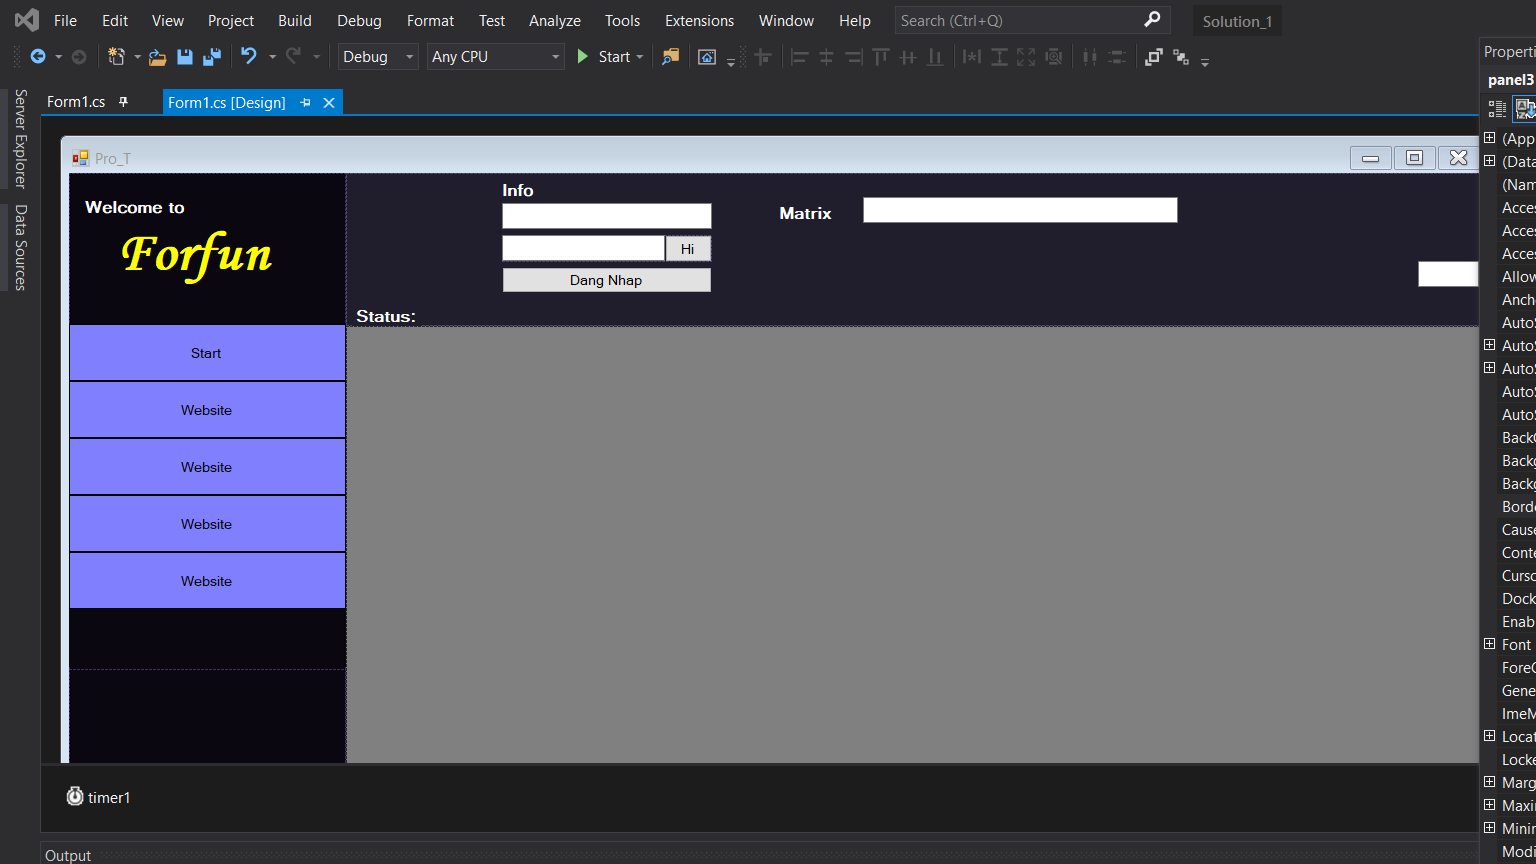 File Edit View Project Build Debug Format Test Analyze Tools Extensions Window Help Search (Ctrl+Q) Solution_1
Debug Any CPU Start
Properti
panel3
Server Explorer
Data Sources
Form1.cs
Form1.cs [Design]
Pro_T
Welcome to
Forfun
Start
Website
Website
Website
Website
Info
Hi
Dang Nhap
Matrix
Status:
timer1
Output
(App
(Data
(Nam
Acces
Acces
Acces
Allow
Ancho
AutoS
AutoS
AutoS
AutoS
AutoS
BackC
Backg
Backg
Borde
Cause
Conte
Curso
Dock
Enab
Font
ForeC
Gene
ImeM
Locat
Locke
Marg
Maxi
Minin
Modi